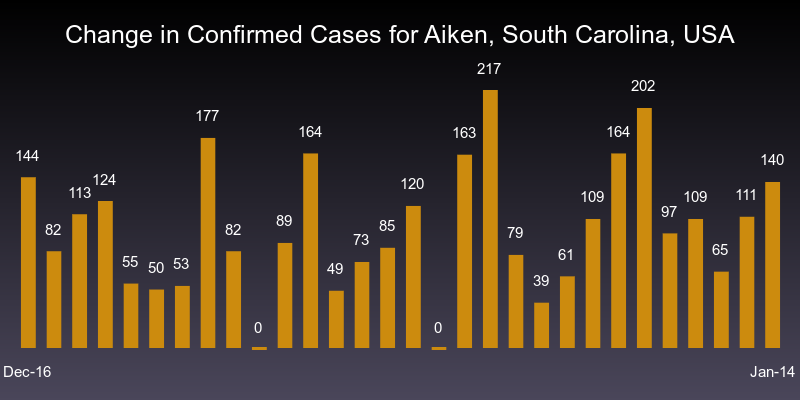 Change in Confirmed Cases for Aiken, South Carolina, USA
144 82 113 124 55 50 53 177 82 0 89 164 49 73 85 120 0 163 217 79 39 61 109 164 202 97 109 65 111 140
Dec-16 Jan-14